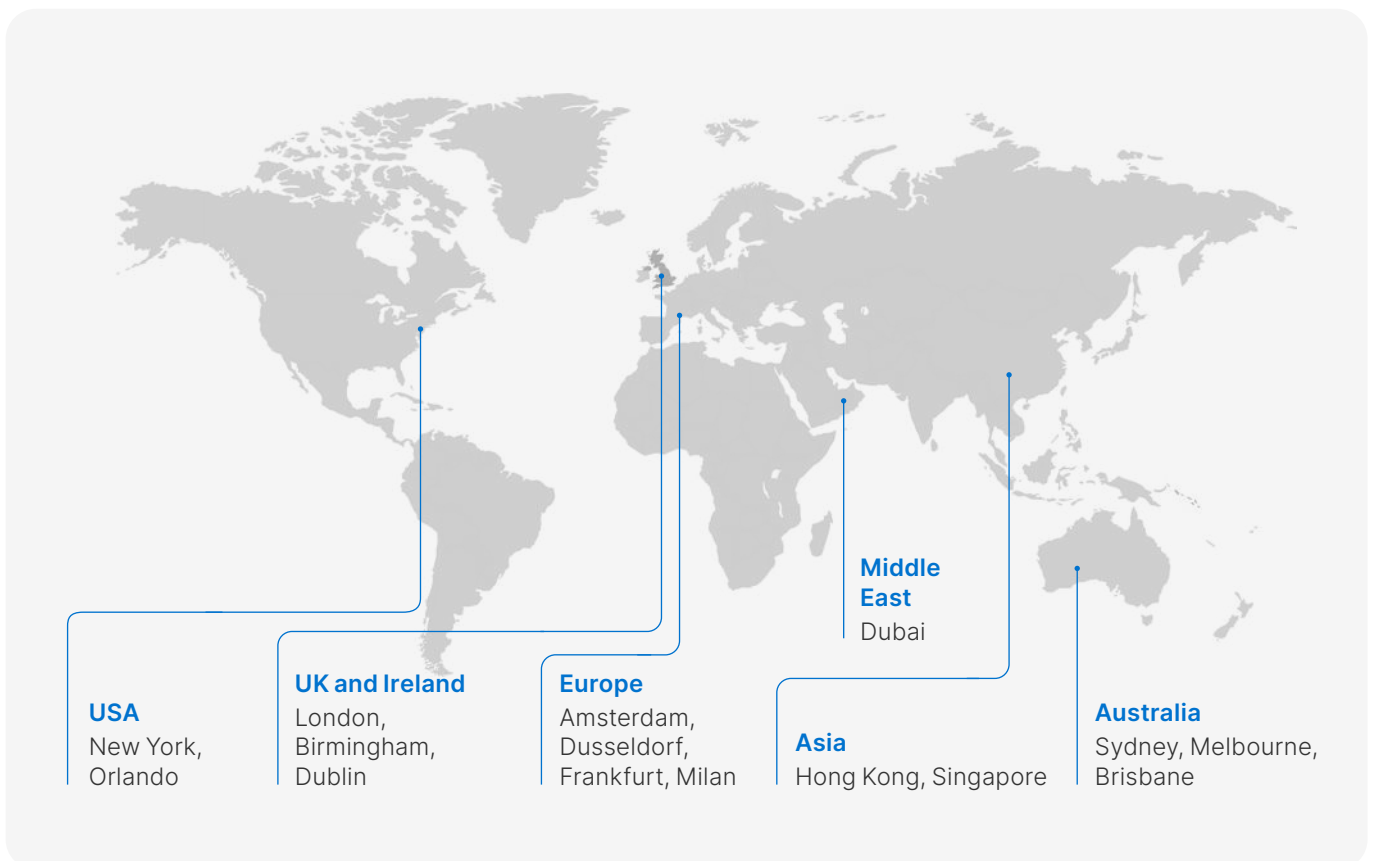 Middle
East
Dubai
USA
New York,
Orlando
UK and Ireland
London,
Birmingham,
Dublin
Europe
Amsterdam,
Dusseldorf,
Frankfurt, Milan
Asia
Hong Kong, Singapore
Australia
Sydney, Melbourne,
Brisbane